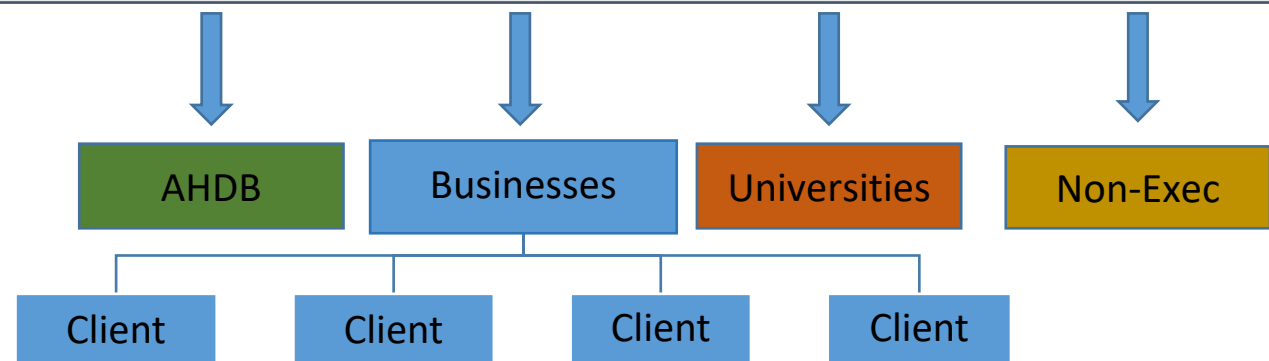 AHDB
Businesses
Universities
Non-Exec
Client
Client
Client
Client